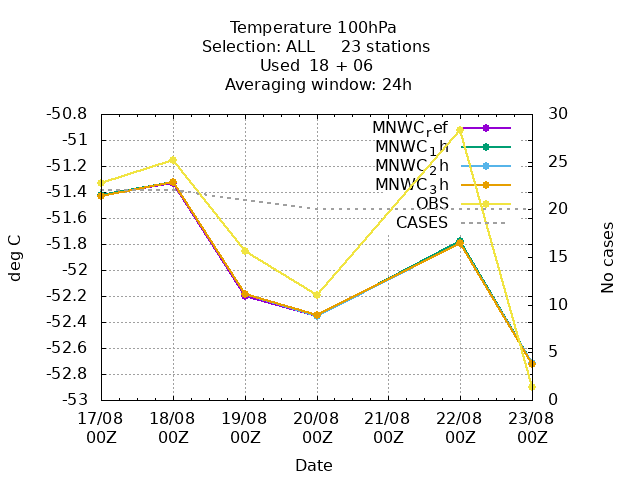 Temperature 100hPa
Selection: ALL 23 stations
Used 18 + 06
Averaging window: 24h
-50.8
-51
-51.2
-51.4
-51.6
-51.8
-52
-52.2
-52.4
-52.6
-52.8
-53
deg C
MNWC_ref
MNWC_1h
MNWC_2h
MNWC_3h
OBS
CASES
30
25
20
15
10
5
0
No cases
17/08 18/08 19/08 20/08 21/08 22/08 23/08
00Z 00Z 00Z 00Z 00Z 00Z 00Z
Date